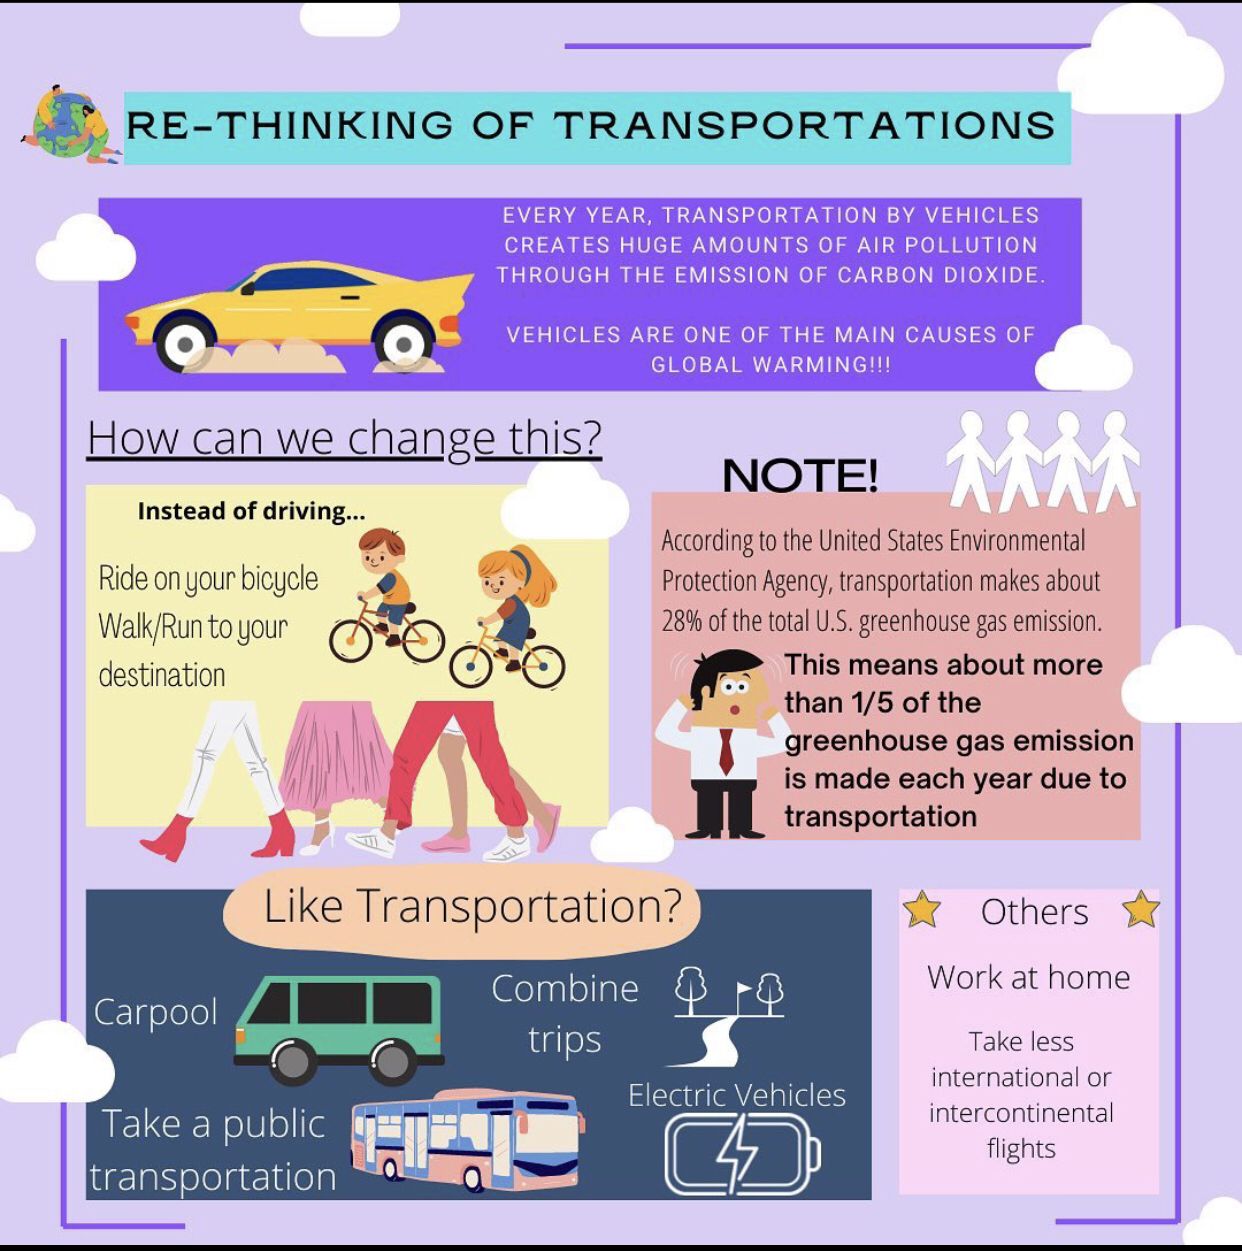 RE-THINKING OF TRANSPORTATIONS
EVERY YEAR, TRANSPORTATION BY VEHICLES
CREATES HUGE AMOUNTS OF AIR POLLUTION
THROUGH THE EMISSION OF CARBON DIOXIDE.
VEHICLES ARE ONE OF THE MAIN CAUSES OF
GLOBAL WARMING!!!
How can we change this?
Instead of driving...
Ride on your bicycle
Walk/Run to your
destination
NOTE!
According to the United States Environmental
Protection Agency, transportation makes about
28% of the total U.S. greenhouse gas emission.
This means about more
than 1/5 of the
greenhouse gas emission
is made each year due to
transportation
Like Transportation?
Carpool
Combine
trips
Take a public
transportation
Electric Vehicles
Others
Work at home
Take less
international or
intercontinental
flights